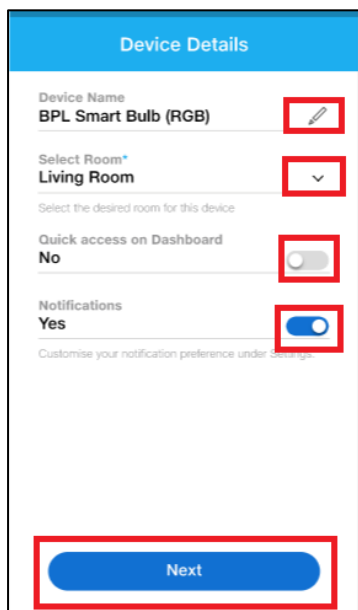 Device Details
Device Name
BPL Smart Bulb (RGB)
Select Room*
Living Room
Select the desired room for this device
Quick access on Dashboard
No
Notifications
Yes
Customise your notification preference under Settings.
Next